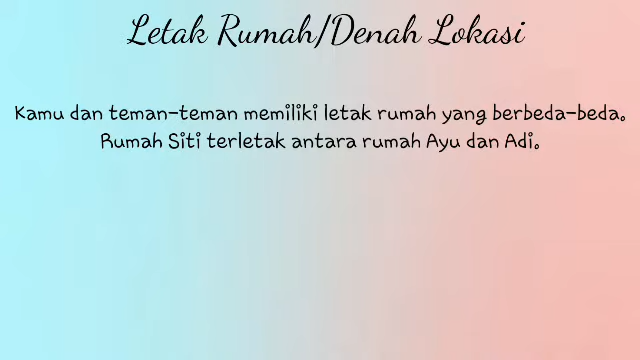 Letak Rumah/Denah Lokasi
Kamu dan teman-teman memiliki letak rumah yang berbeda-beda.
Rumah Siti terletak antara rumah Ayu dan Adi.